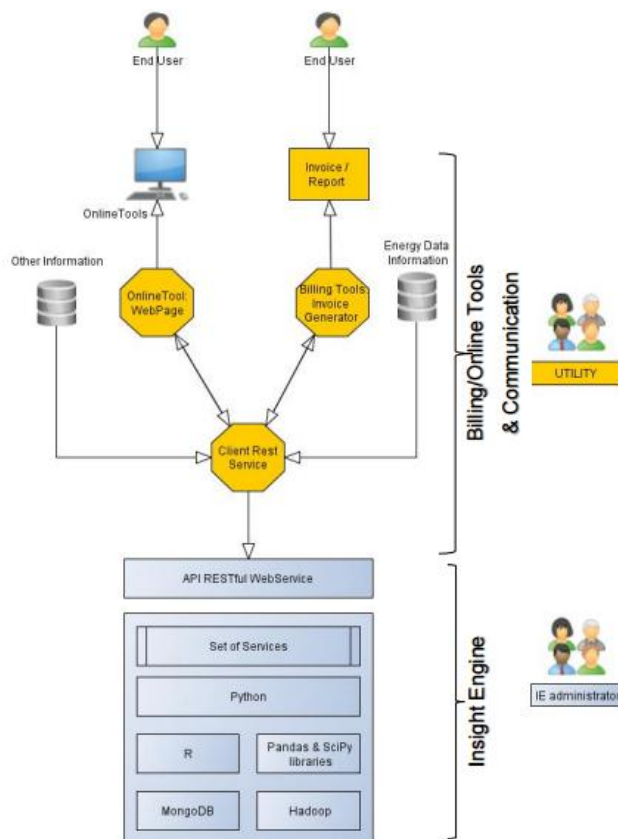 End User
End User
OnlineTools
Invoice /
Report
Other Information
Energy Data
Information
OnlineTool:
WebPage
Billing Tools:
Invoice
Generator
Client Rest
Service
Billing/Online Tools
& Communication
UTILITY
API RESTful WebService
Set of Services
Python
R
Pandas & SciPy
libraries
MongoDB
Hadoop
Insight Engine
IE administrator